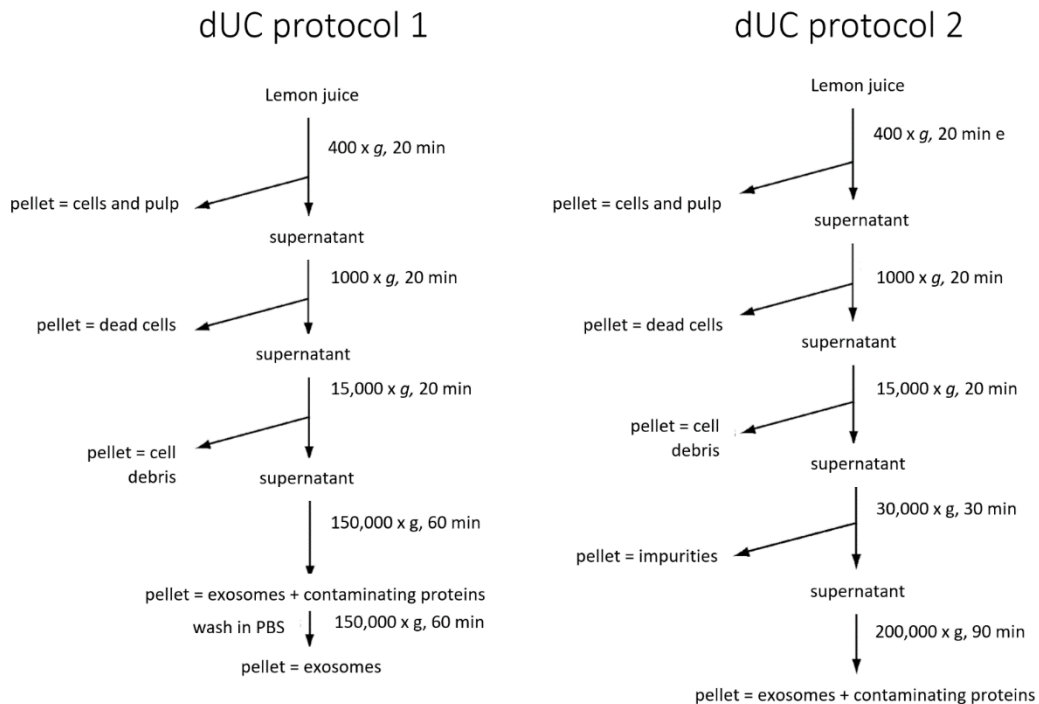 dUC protocol 1
Lemon juice
400 x g, 20 min
pellet = cells and pulp
supernatant
1000 x g, 20 min
pellet = dead cells
supernatant
15,000 x g, 20 min
pellet = cell
debris
supernatant
150,000 x g, 60 min
pellet = exosomes + contaminating proteins
wash in PBS
150,000 x g, 60 min
pellet = exosomes
dUC protocol 2
Lemon juice
400 x g, 20 min e
pellet = cells and pulp
supernatant
1000 x g, 20 min
pellet = dead cells
supernatant
15,000 x g, 20 min
pellet = cell
debris
supernatant
30,000 x g, 30 min
pellet = impurities
supernatant
200,000 x g, 90 min
pellet = exosomes + contaminating proteins